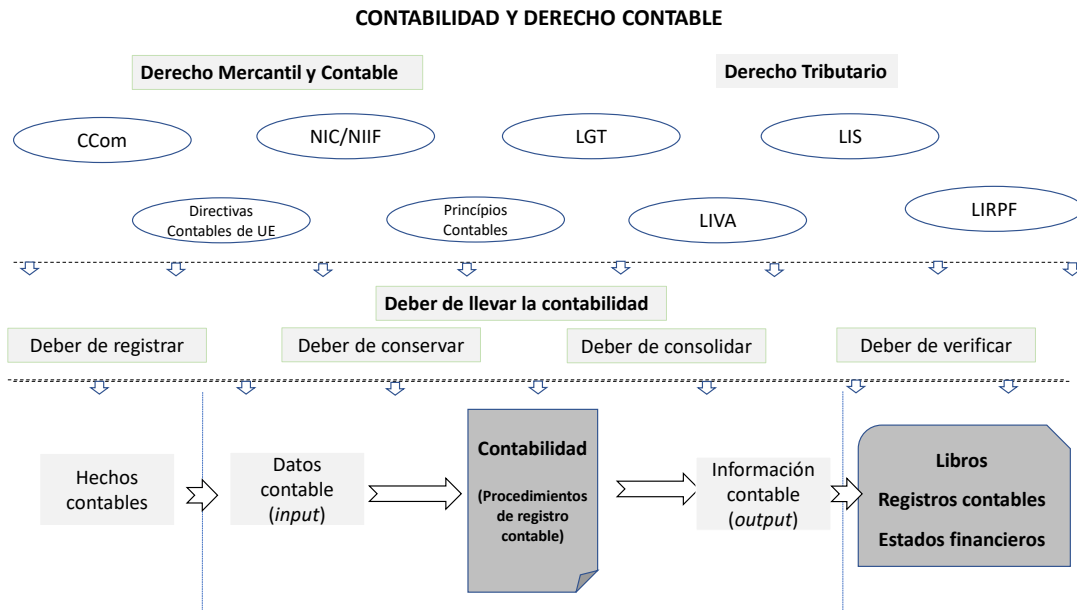 CONTABILIDAD Y DERECHO CONTABLE
Derecho Mercantil y Contable
Derecho Tributario
CCom
NIC/NIIF
LGT
LIS
Directivas
Contables de UE
Princípios
Contables
LIVA
LIRPF
Deber de llevar la contabilidad
Deber de registrar
Deber de conservar
Deber de consolidar
Deber de verificar
Hechos
contables
Datos
contable
(input)
Contabilidad
(Procedimientos
de registro
contable)
Información
contable
(output)
Libros
Registros contables
Estados financieros